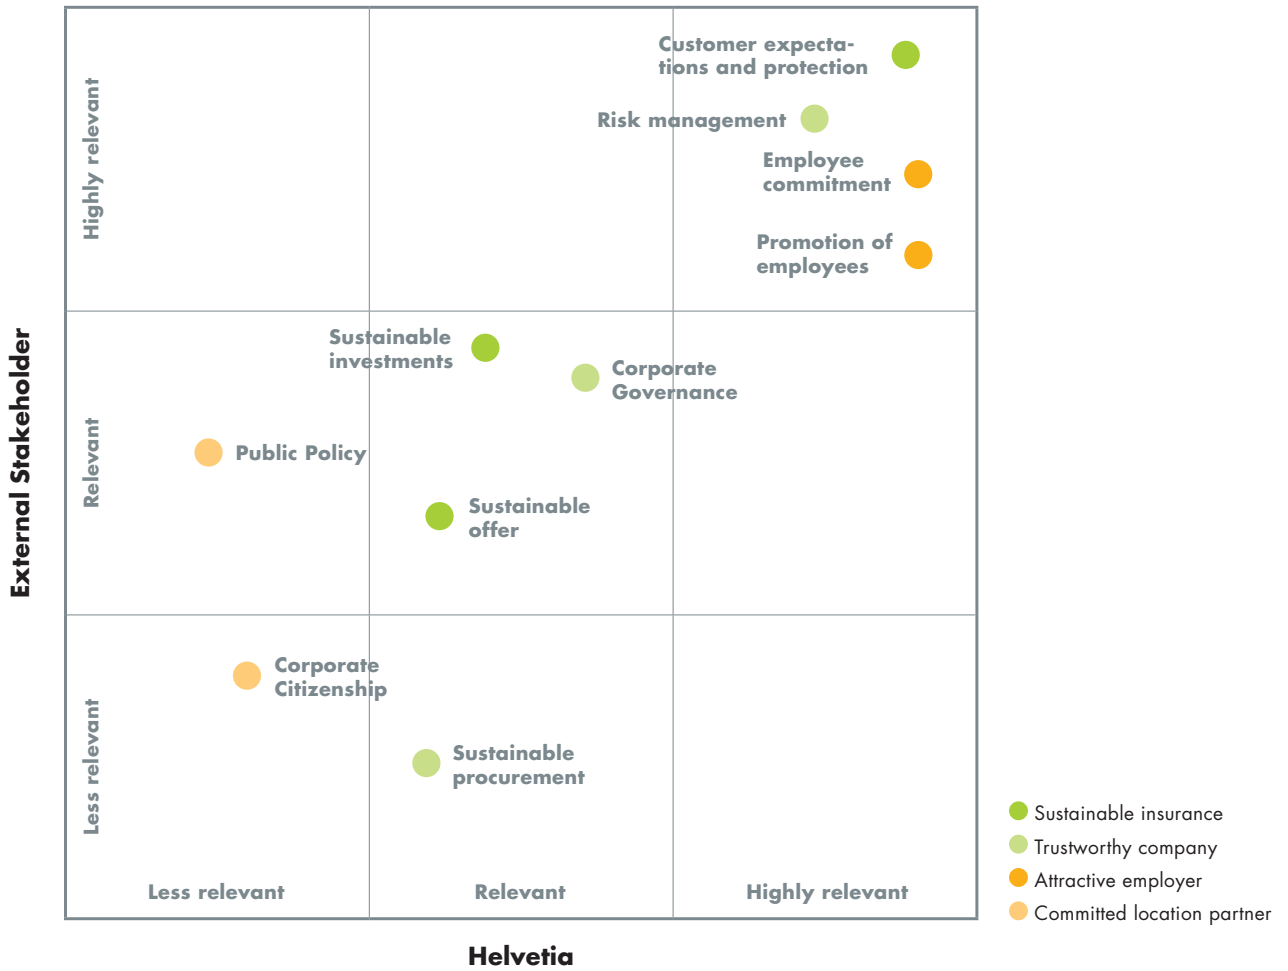 Customer expecta-
tions and protection
Risk management
Employee
commitment
Promotion of
employees
Highly relevant
Sustainable
investments
Corporate
Governance
Public Policy
Sustainable
offer
Relevant
External Stakeholder
Corporate
Citizenship
Sustainable
procurement
Less relevant
Less relevant
Relevant
Highly relevant
Helvetia
Sustainable insurance
Trustworthy company
Attractive employer
Committed location partner